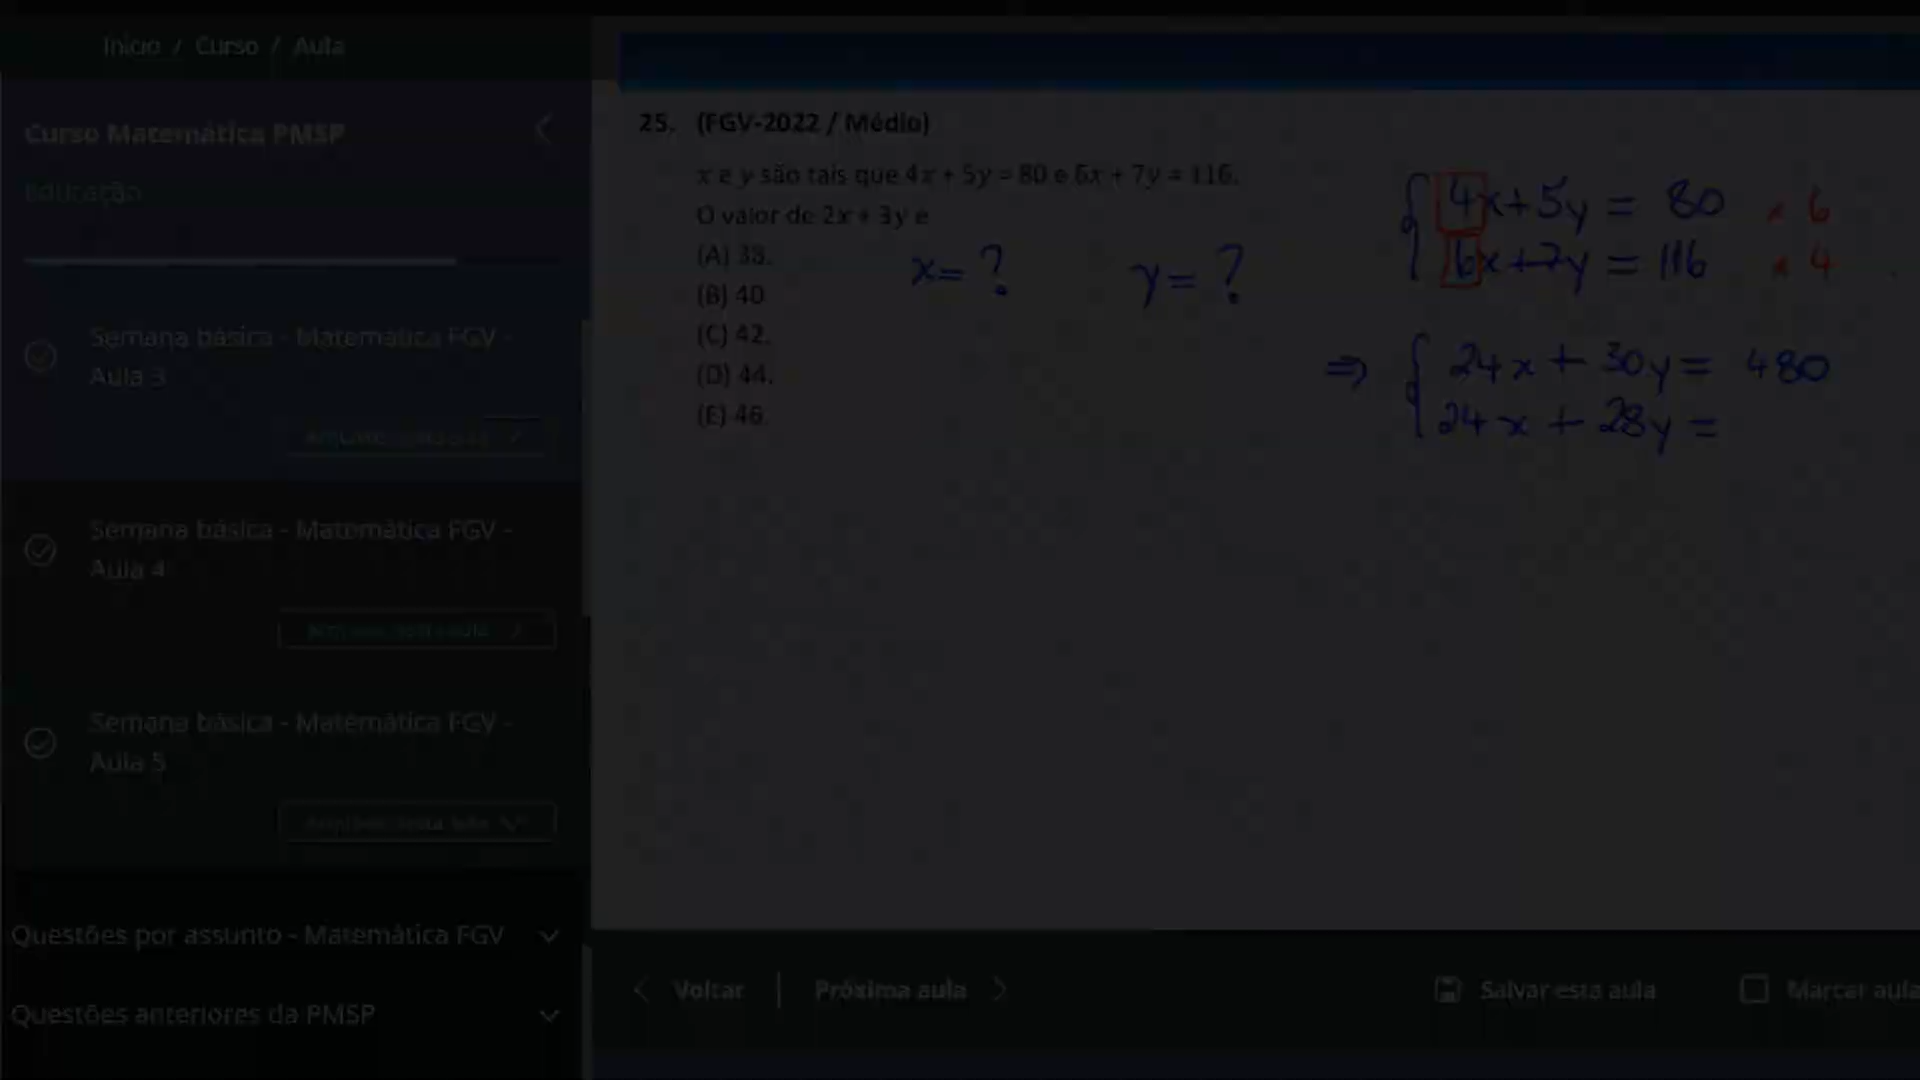 Início / Curso / Aula
Curso Matemática PMSP
Educação
Semana básica - Matemática FGV -
Aula 3
Semana básica - Matemática FGV -
Aula 4
Semana básica - Matemática FGV -
Aula 5
Questões por assunto - Matemática FGV
Questões anteriores da PMSP
25. (FGV-2022 / Médio)
x e y são tais que 4x + 5y = 80 e 6x + 7y = 116.
O valor de 2x + 3y é
(A) 38.
(B) 40.
(C) 42.
(D) 44.
(E) 46.
x = ?
y = ?
4x + 5y = 80 × 6
6x + 7y = 116 × 4
⇒ 24x + 30y = 480
24x + 28y =
Voltar | Próxima aula
Salvar esta aula
Marcar aula